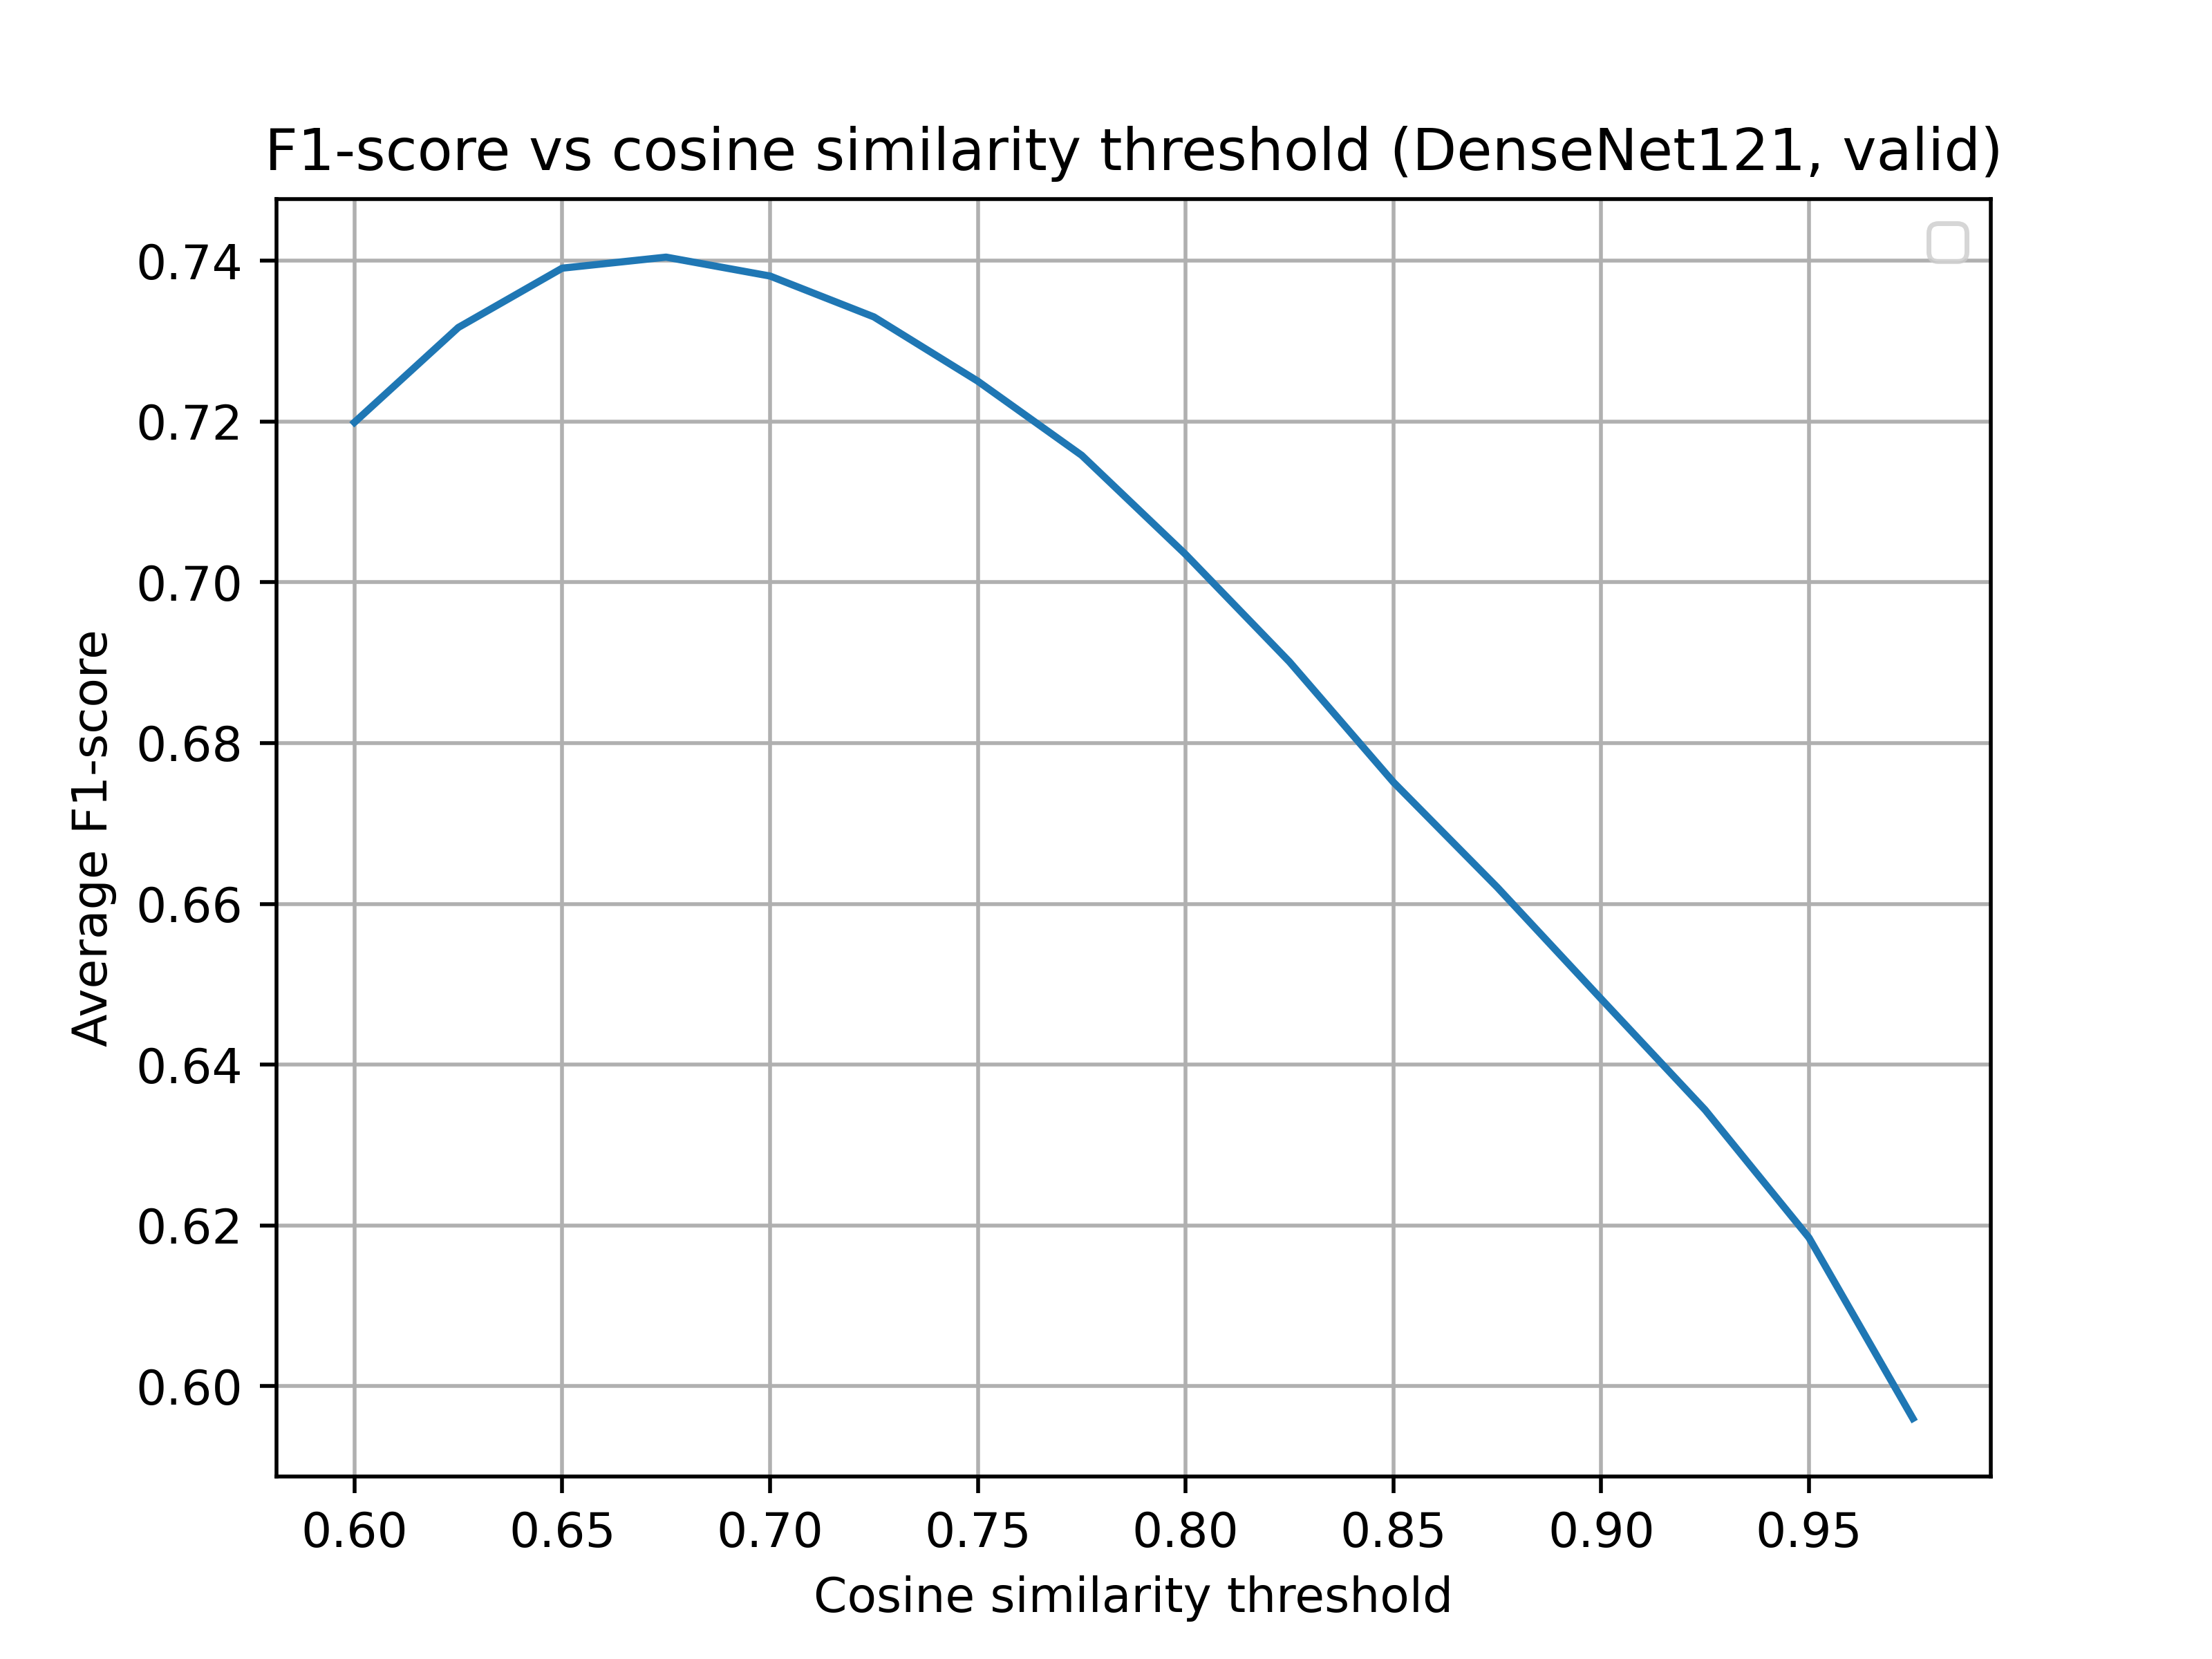 F1-score vs cosine similarity threshold (DenseNet121, valid)
Average F1-score
0.74
0.72
0.70
0.68
0.66
0.64
0.62
0.60
0.60 0.65 0.70 0.75 0.80 0.85 0.90 0.95
Cosine similarity threshold